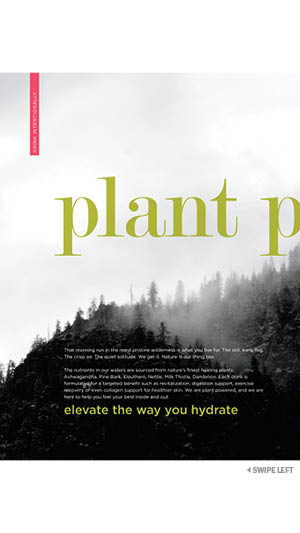 DRINK INTENTIONALLY
plant p
That morning run in the most pristine wilderness is what you live for. The still, early fog.
The crisp air. The quiet solitude. We get it. Nature is our thing too.
The nutrients in our waters are sourced from nature's finest healing plants.
Ashwagandha, Pine Bark, Eleuthero, Nettle, Milk Thistle, Dandelion. Each drink is
formulated for a targeted benefit such as revitalization, digestion support, exercise
recovery or even collagen support for healthier skin. We are plant powered, and we are
here to help you feel your best inside and out.
elevate the way you hydrate
SWIPE LEFT